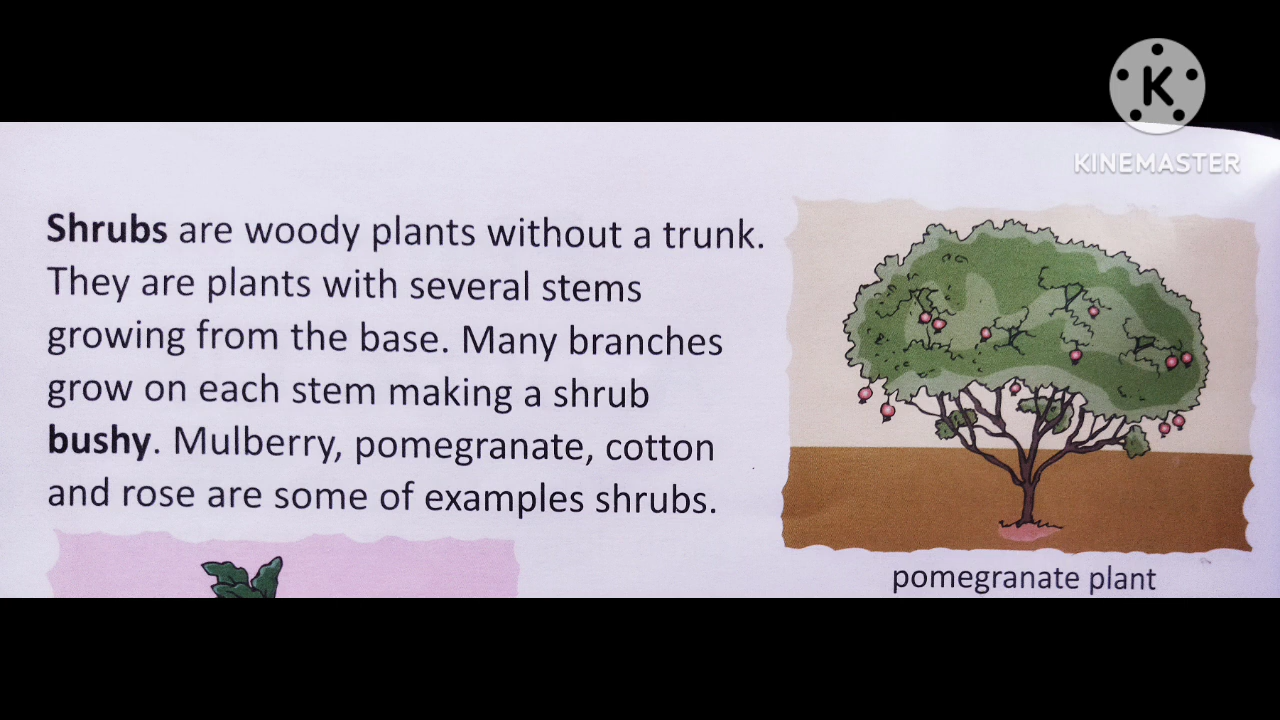 K
KINEMASTER
Shrubs are woody plants without a trunk.
They are plants with several stems
growing from the base. Many branches
grow on each stem making a shrub
bushy. Mulberry, pomegranate, cotton
and rose are some of examples shrubs.
pomegranate plant